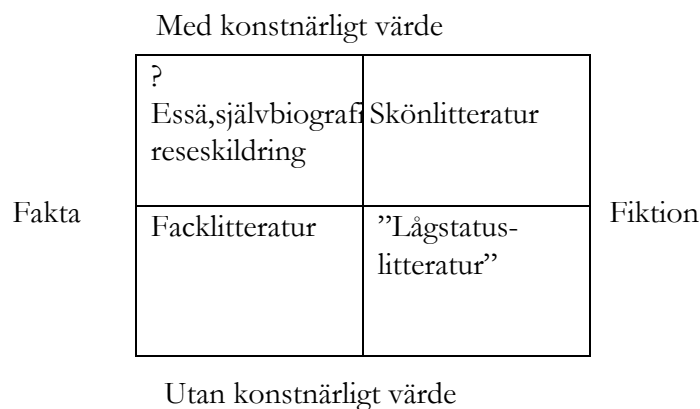 Med konstnärligt värde
?
Essä,självbiografi
reseskildring
Skönlitteratur
Fakta
Facklitteratur
”Lågstatus-
litteratur”
Fiktion
Utan konstnärligt värde